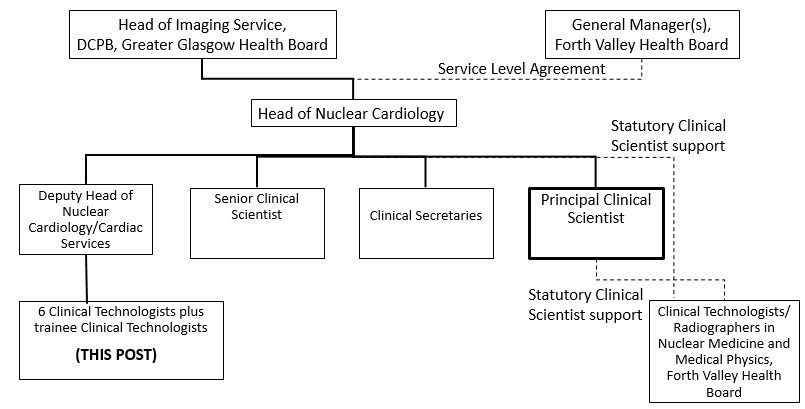 Head of Imaging Service,
DCPB, Greater Glasgow Health Board
General Manager(s),
Forth Valley Health Board
Service Level Agreement
Head of Nuclear Cardiology
Statutory Clinical
Scientist support
Deputy Head of
Nuclear
Cardiology/Cardiac
Services
Senior Clinical
Scientist
Clinical Secretaries
Principal Clinical
Scientist
6 Clinical Technologists plus
trainee Clinical Technologists
(THIS POST)
Statutory Clinical
Scientist support
Clinical Technologists/
Radiographers in
Nuclear Medicine and
Medical Physics,
Forth Valley Health
Board